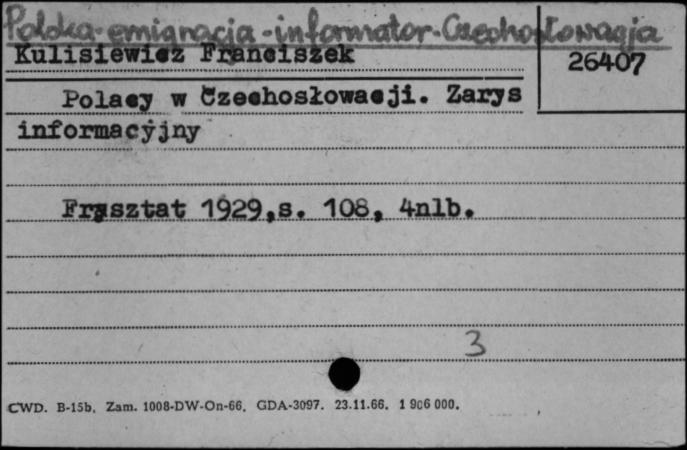 Polska-emigracja-informator-Czechosłowacja
Kulisiewicz Franciszek
26407
Polacy w Czechosłowacji. Zarys
informacyjny
Frysztat 1929,s. 108, 4nlb.
3
CWD. B-15b. Zam. 1008-DW-On-66. GDA-3097. 23.11.66. 1 906 000.